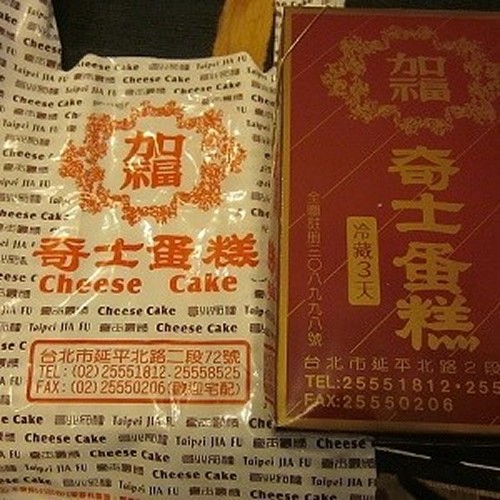 加福
奇士蛋糕
Cheese Cake
台北市延平北路二段72號
TEL:(02)25551812·25558525
FAX:(02)25550206(歡迎宅配)
Cheese Cake
Taipei JIA FU
加福
奇士蛋糕
冷藏3天
台北市延平北路2段
TEL:25551812·255
FAX:25550206